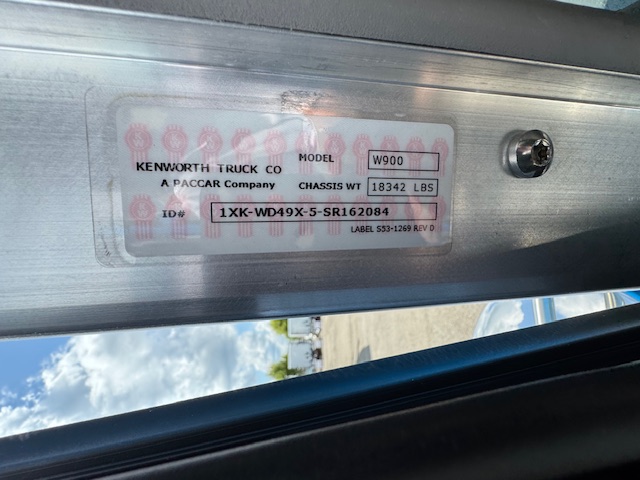 KENWORTH TRUCK CO
A PACCAR Company
MODEL W900
CHASSIS WT 18342 LBS
ID# 1XK-WD49X-5-SR162084
LABEL S53-1269 REV D